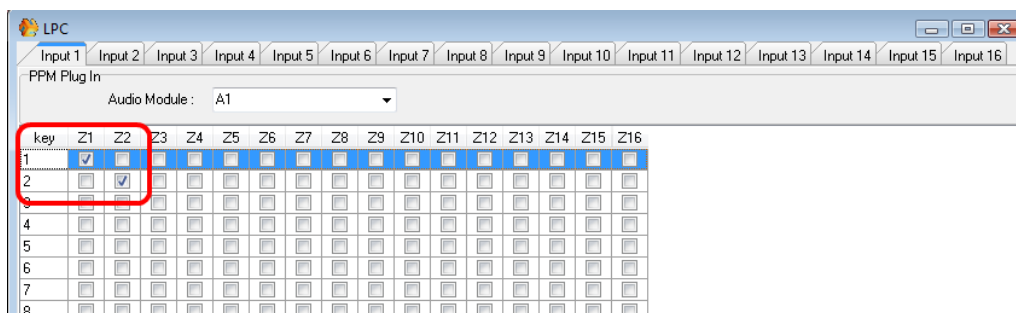 LPC
Input 1 Input 2 Input 3 Input 4 Input 5 Input 6 Input 7 Input 8 Input 9 Input 10 Input 11 Input 12 Input 13 Input 14 Input 15 Input 16
PPM Plug In
Audio Module : A1
key Z1 Z2 Z3 Z4 Z5 Z6 Z7 Z8 Z9 Z10 Z11 Z12 Z13 Z14 Z15 Z16
1
2
3
4
5
6
7
8